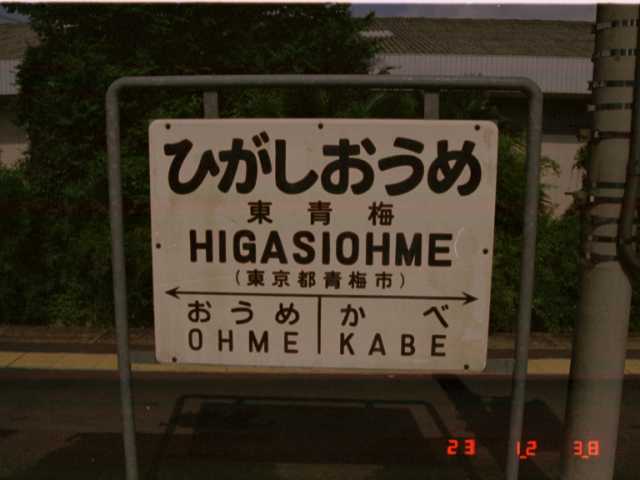 ひがしおうめ
東青梅
HIGASIOHME
(東京都青梅市)
おうめ かべ
OHME KABE
23 12 38